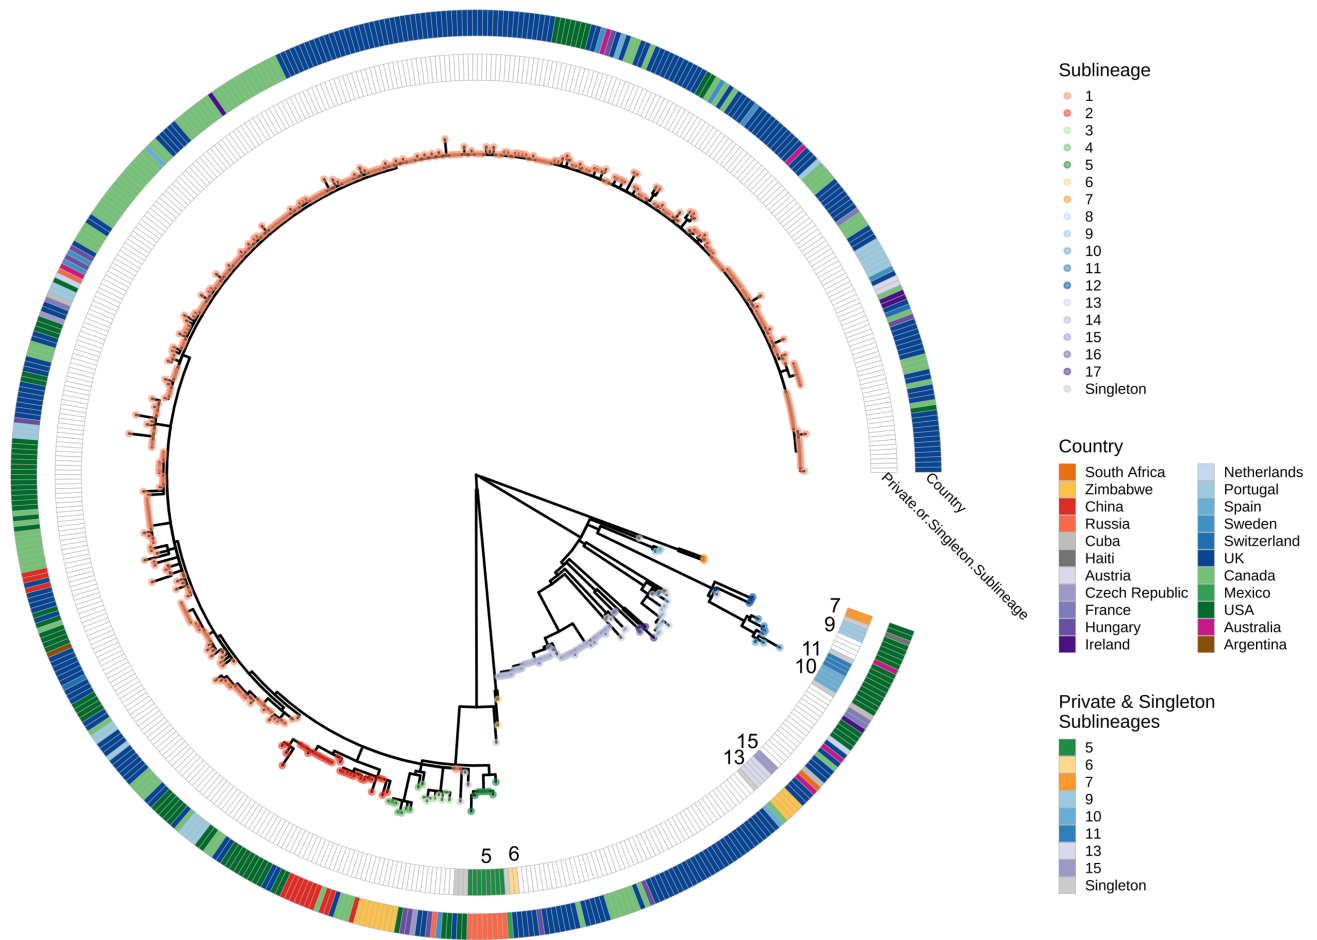 Sublineage
1
2
3
4
5
6
7
8
9
10
11
12
13
14
15
16
17
Singleton
Country
South Africa
Zimbabwe
China
Russia
Cuba
Haiti
Austria
Czech Republic
France
Hungary
Ireland
Netherlands
Portugal
Spain
Sweden
Switzerland
UK
Canada
Mexico
USA
Australia
Argentina
Private & Singleton
Sublineages
5
6
7
9
10
11
13
15
Singleton
Country
Private.or.Singleton.Sublineage
7
9
11
10
15
13
5
6